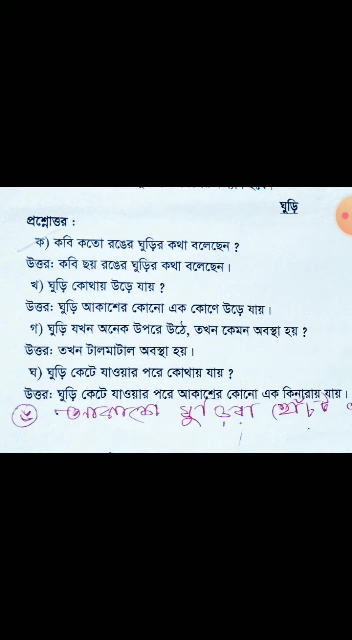 ঘুড়ি
প্রশ্নোত্তর :
ক) কবি কতো রঙের ঘুড়ির কথা বলেছেন ?
উত্তর: কবি ছয় রঙের ঘুড়ির কথা বলেছেন।
খ) ঘুড়ি কোথায় উড়ে যায় ?
উত্তর: ঘুড়ি আকাশের কোনো এক কোণে উড়ে যায়।
গ) ঘুড়ি যখন অনেক উপরে উঠে, তখন কেমন অবস্থা হয় ?
উত্তর: তখন টালমাটাল অবস্থা হয়।
ঘ) ঘুড়ি কেটে যাওয়ার পরে কোথায় যায় ?
উত্তর: ঘুড়ি কেটে যাওয়ার পরে আকাশের কোনো এক কিনারায় যায়।
আকাশে ঘুড়িরা